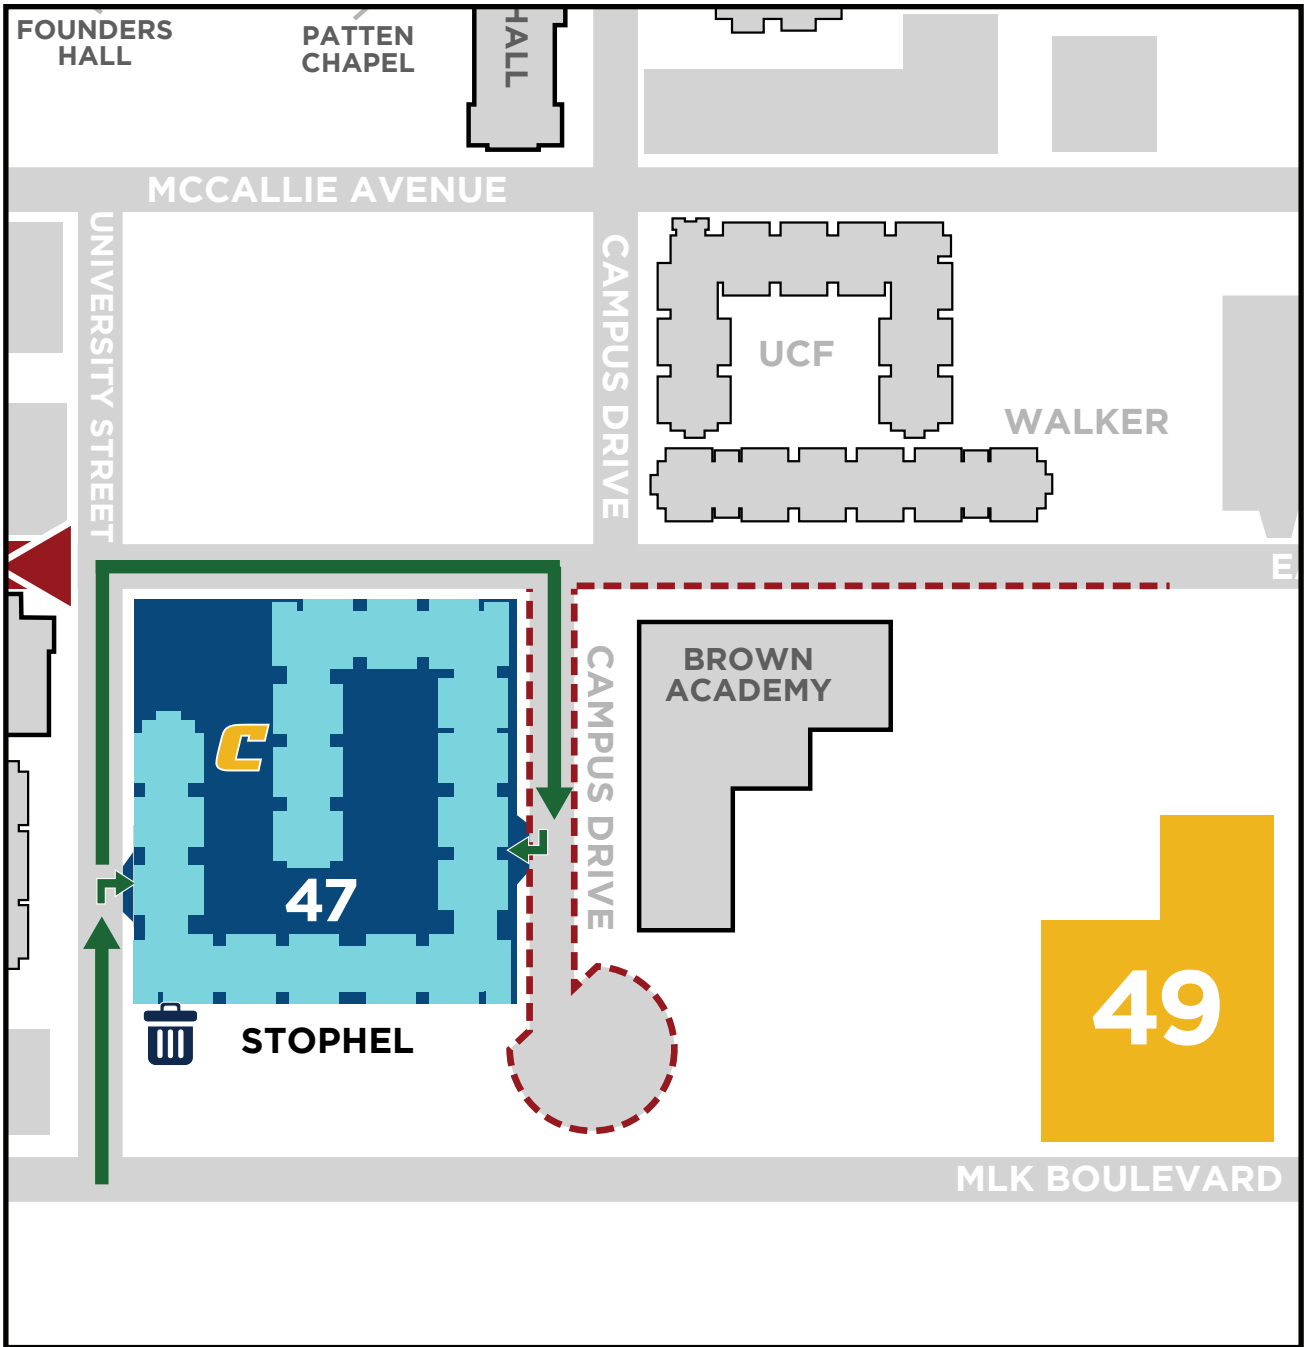 FOUNDERS
HALL
PATTEN
CHAPEL
HALL
MCCALLIE AVENUE
UNIVERSITY STREET
CAMPUS DRIVE
UCF
WALKER
BROWN
ACADEMY
CAMPUS DRIVE
C
47
49
STOPHEL
MLK BOULEVARD